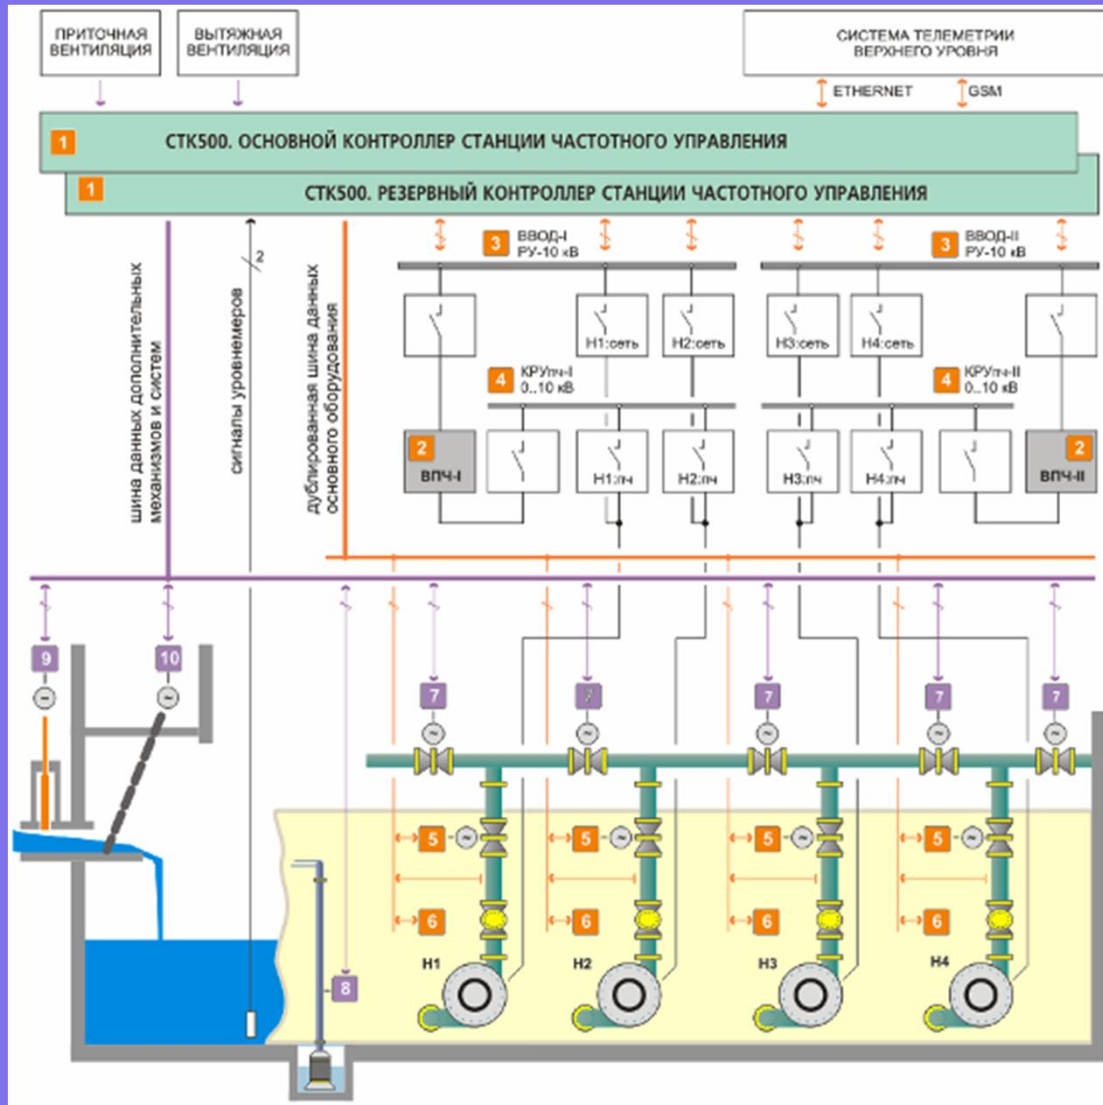 ПРИТОЧНАЯ
ВЕНТИЛЯЦИЯ
ВЫТЯЖНАЯ
ВЕНТИЛЯЦИЯ
СИСТЕМА ТЕЛЕМЕТРИИ
ВЕРХНЕГО УРОВНЯ
ETHERNET
GSM
1
СТК500. ОСНОВНОЙ КОНТРОЛЛЕР СТАНЦИИ ЧАСТОТНОГО УПРАВЛЕНИЯ
1
СТК500. РЕЗЕРВНЫЙ КОНТРОЛЛЕР СТАНЦИИ ЧАСТОТНОГО УПРАВЛЕНИЯ
шина данных дополнительных
механизмов и систем
2
сигналы уровнемеров
дублированная шина данных
основного оборудования
3
ВВОД-I
РУ-10 кВ
3
ВВОД-II
РУ-10 кВ
Н1:сеть
Н2:сеть
Н3:сеть
Н4:сеть
4
КРУпч-I
0..10 кВ
4
КРУпч-II
0..10 кВ
2
ВПЧ-I
Н1:пч
Н2:пч
Н3:пч
Н4:пч
2
ВПЧ-II
9
10
7
7
7
7
7
5
5
5
5
6
6
6
6
Н1
Н2
Н3
Н4
8